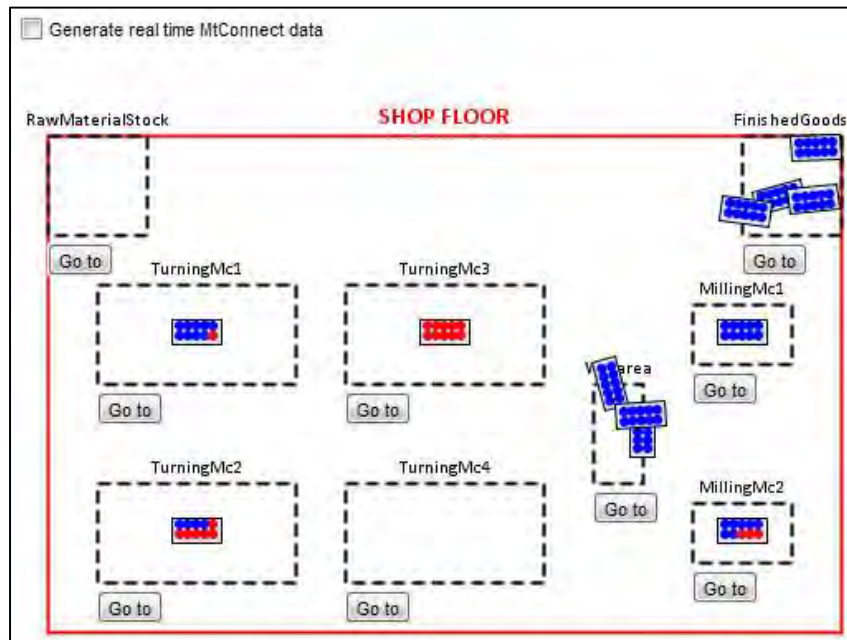 Generate real time MtConnect data
RawMaterialStock
SHOP FLOOR
FinishedGoods
Go to
Go to
TurningMc1
TurningMc3
MillingMc1
area
Go to
Go to
Go to
TurningMc2
TurningMc4
MillingMc2
Go to
Go to
Go to
Go to